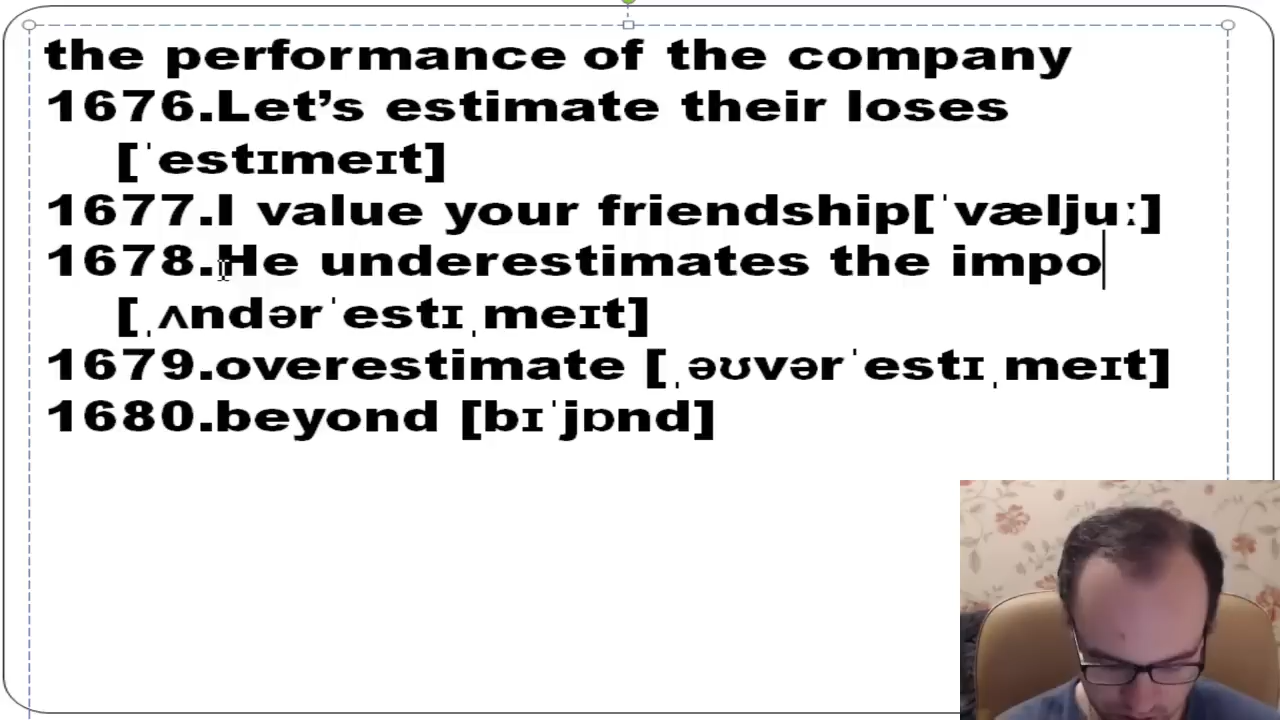 the performance of the company
1676.Let’s estimate their loses
[ˈestɪmeɪt]
1677.I value your friendship[ˈvæljuː]
1678.He underestimates the impo
[ˌʌndərˈestɪˌmeɪt]
1679.overestimate [ˌəʊvərˈestɪˌmeɪt]
1680.beyond [bɪˈjɒnd]